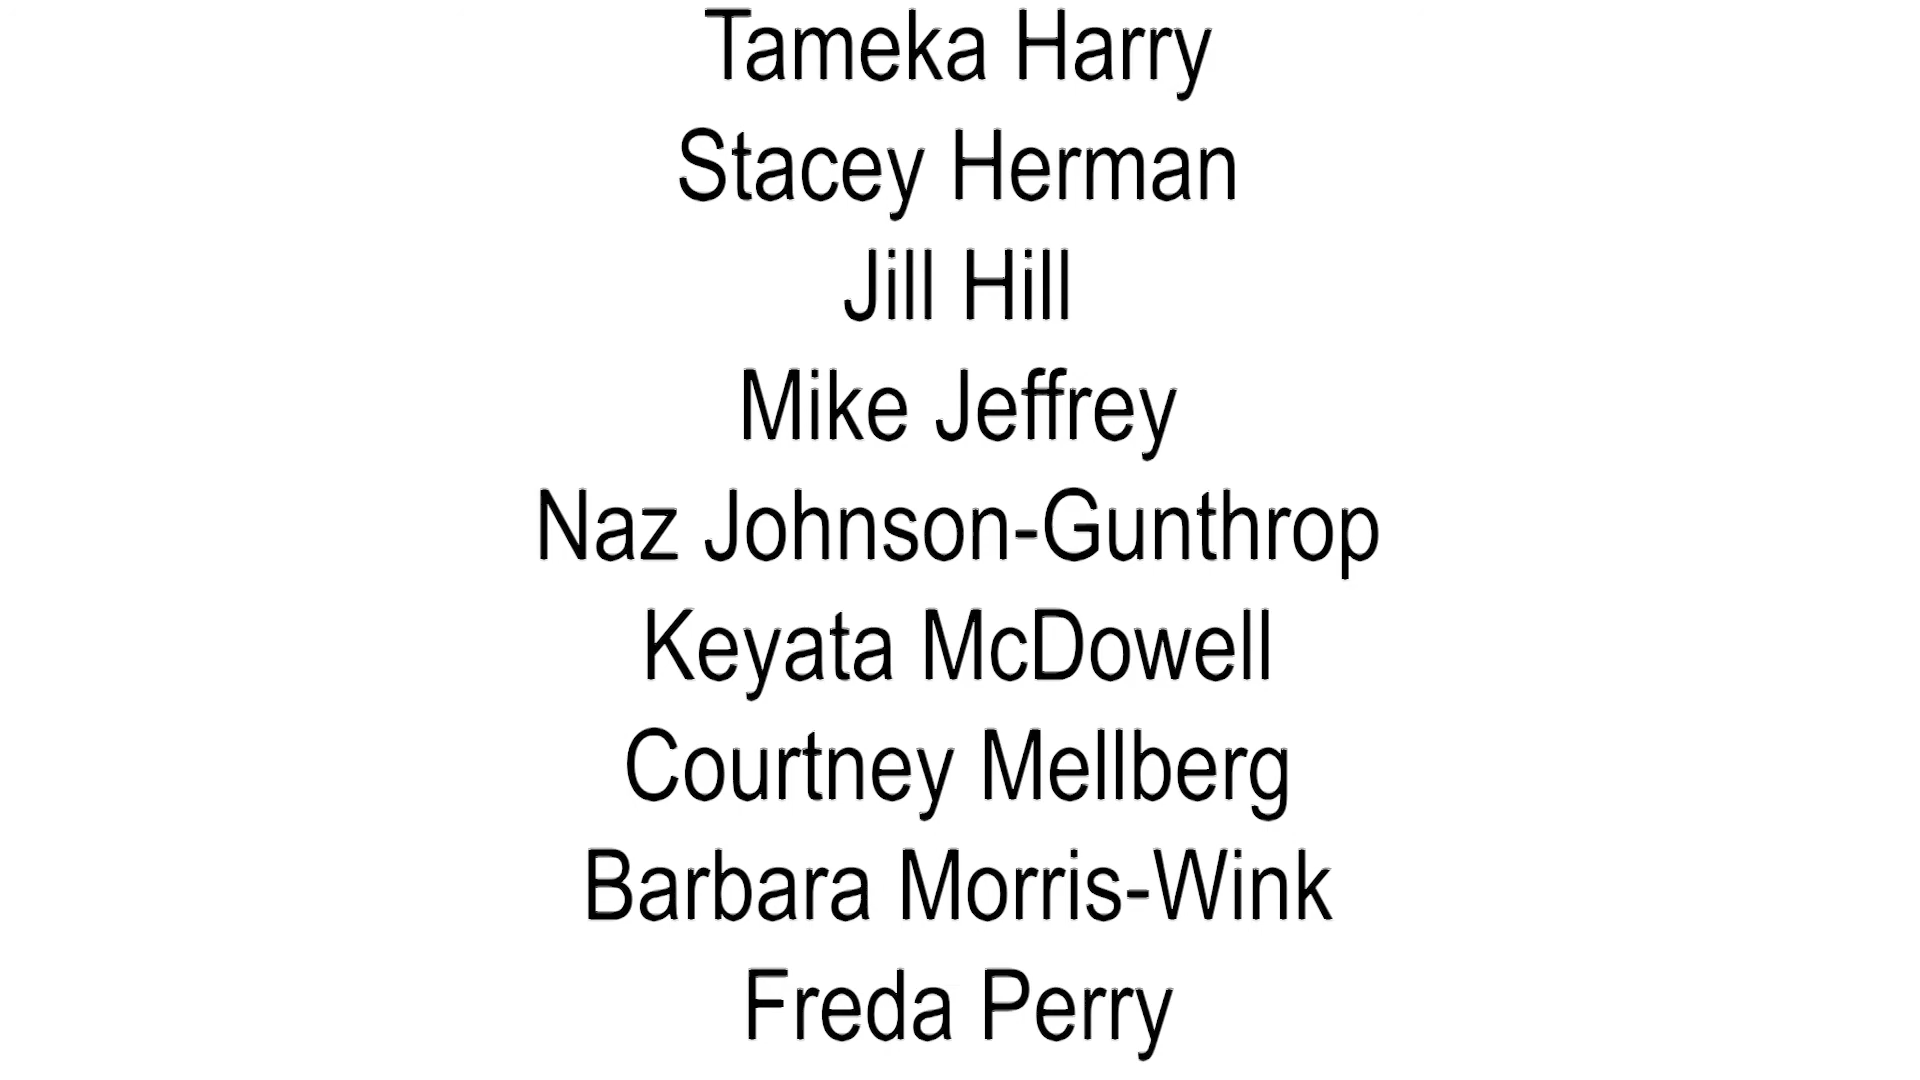 Tameka Harry
Stacey Herman
Jill Hill
Mike Jeffrey
Naz Johnson-Gunthrop
Keyata McDowell
Courtney Mellberg
Barbara Morris-Wink
Freda Perry